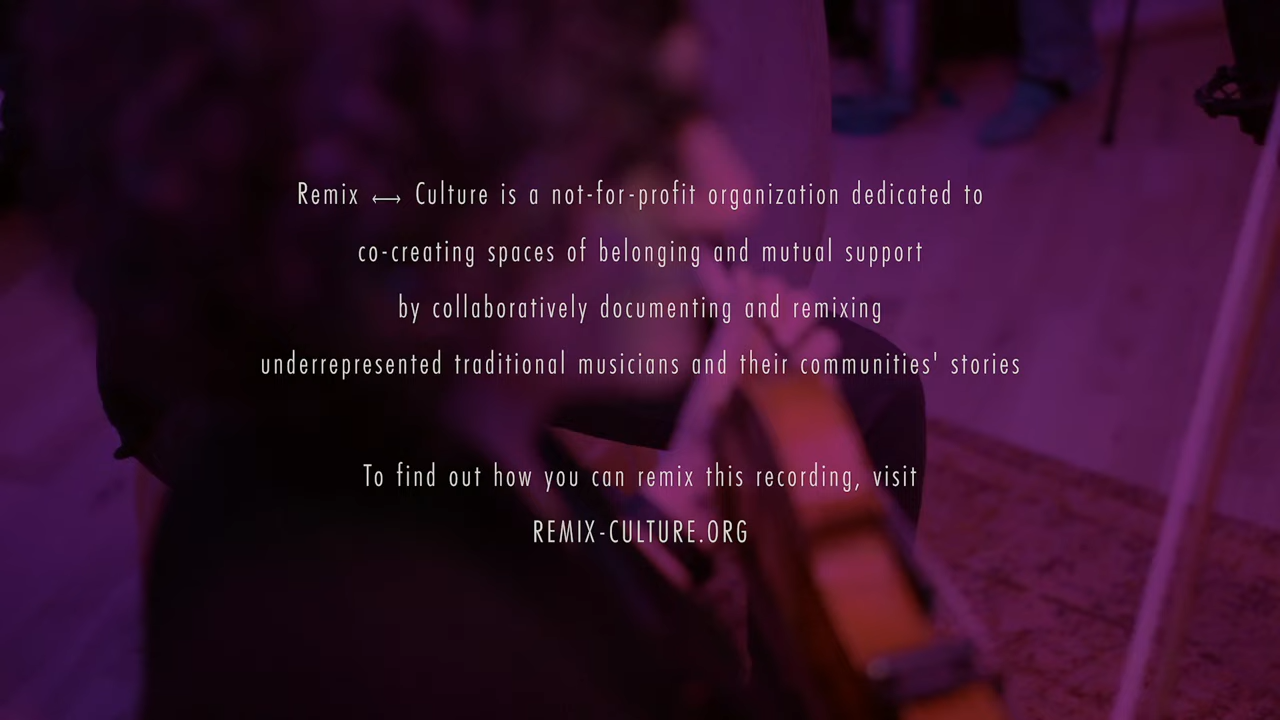 Remix ⟷ Culture is a not-for-profit organization dedicated to
co-creating spaces of belonging and mutual support
by collaboratively documenting and remixing
underrepresented traditional musicians and their communities' stories
To find out how you can remix this recording, visit
REMIX-CULTURE.ORG